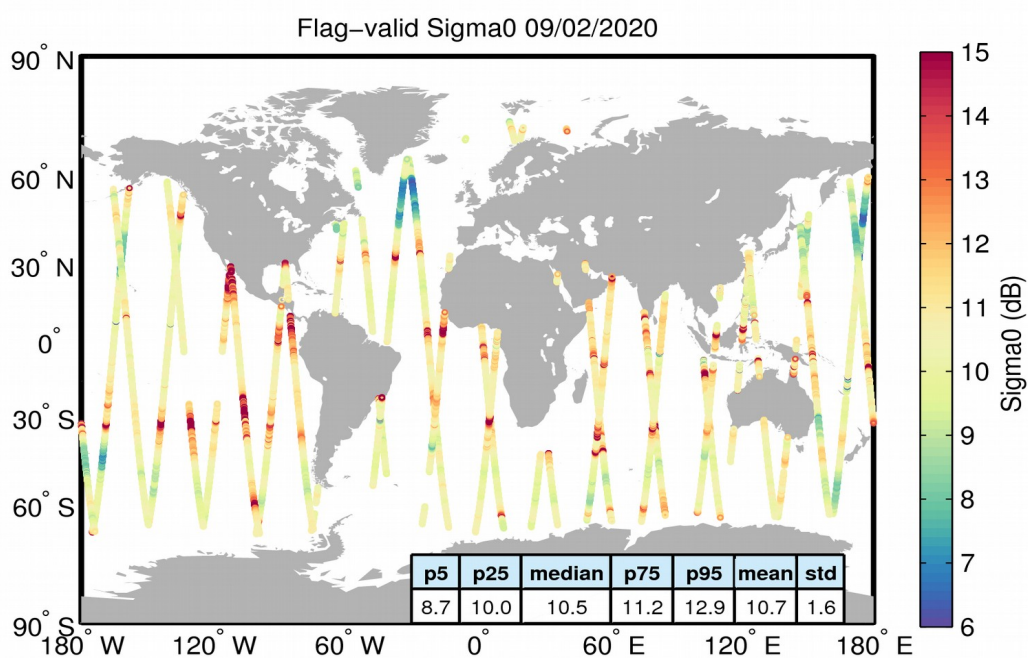 Flag−valid Sigma0 09/02/2020
90° N
60° N
30° N
0°
30° S
60° S
90° S
180° W
120° W
60° W
0°
60° E
120° E
180° E
15
14
13
12
11
10
9
8
7
6
Sigma0 (dB)
p5 p25 median p75 p95 mean std
8.7 10.0 10.5 11.2 12.9 10.7 1.6